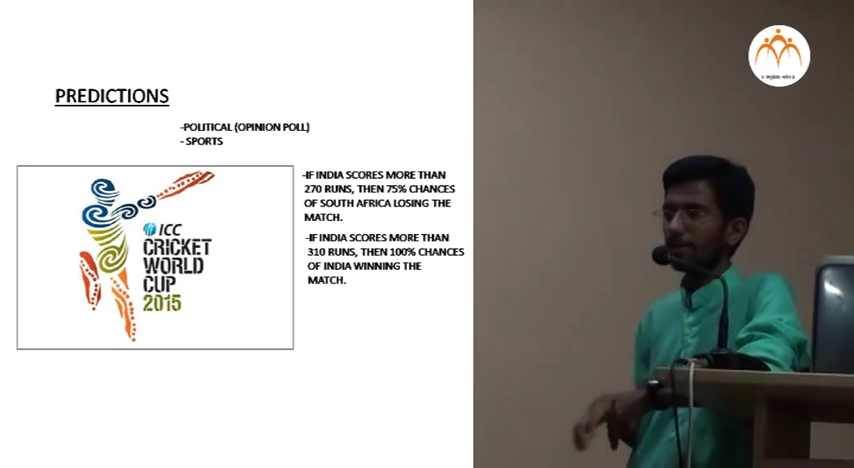 PREDICTIONS
-POLITICAL (OPINION POLL)
- SPORTS
-IF INDIA SCORES MORE THAN
270 RUNS, THEN 75% CHANCES
OF SOUTH AFRICA LOSING THE
MATCH.
-IF INDIA SCORES MORE THAN
310 RUNS, THEN 100% CHANCES
OF INDIA WINNING THE
MATCH.
ICC
CRICKET
WORLD
CUP
2015